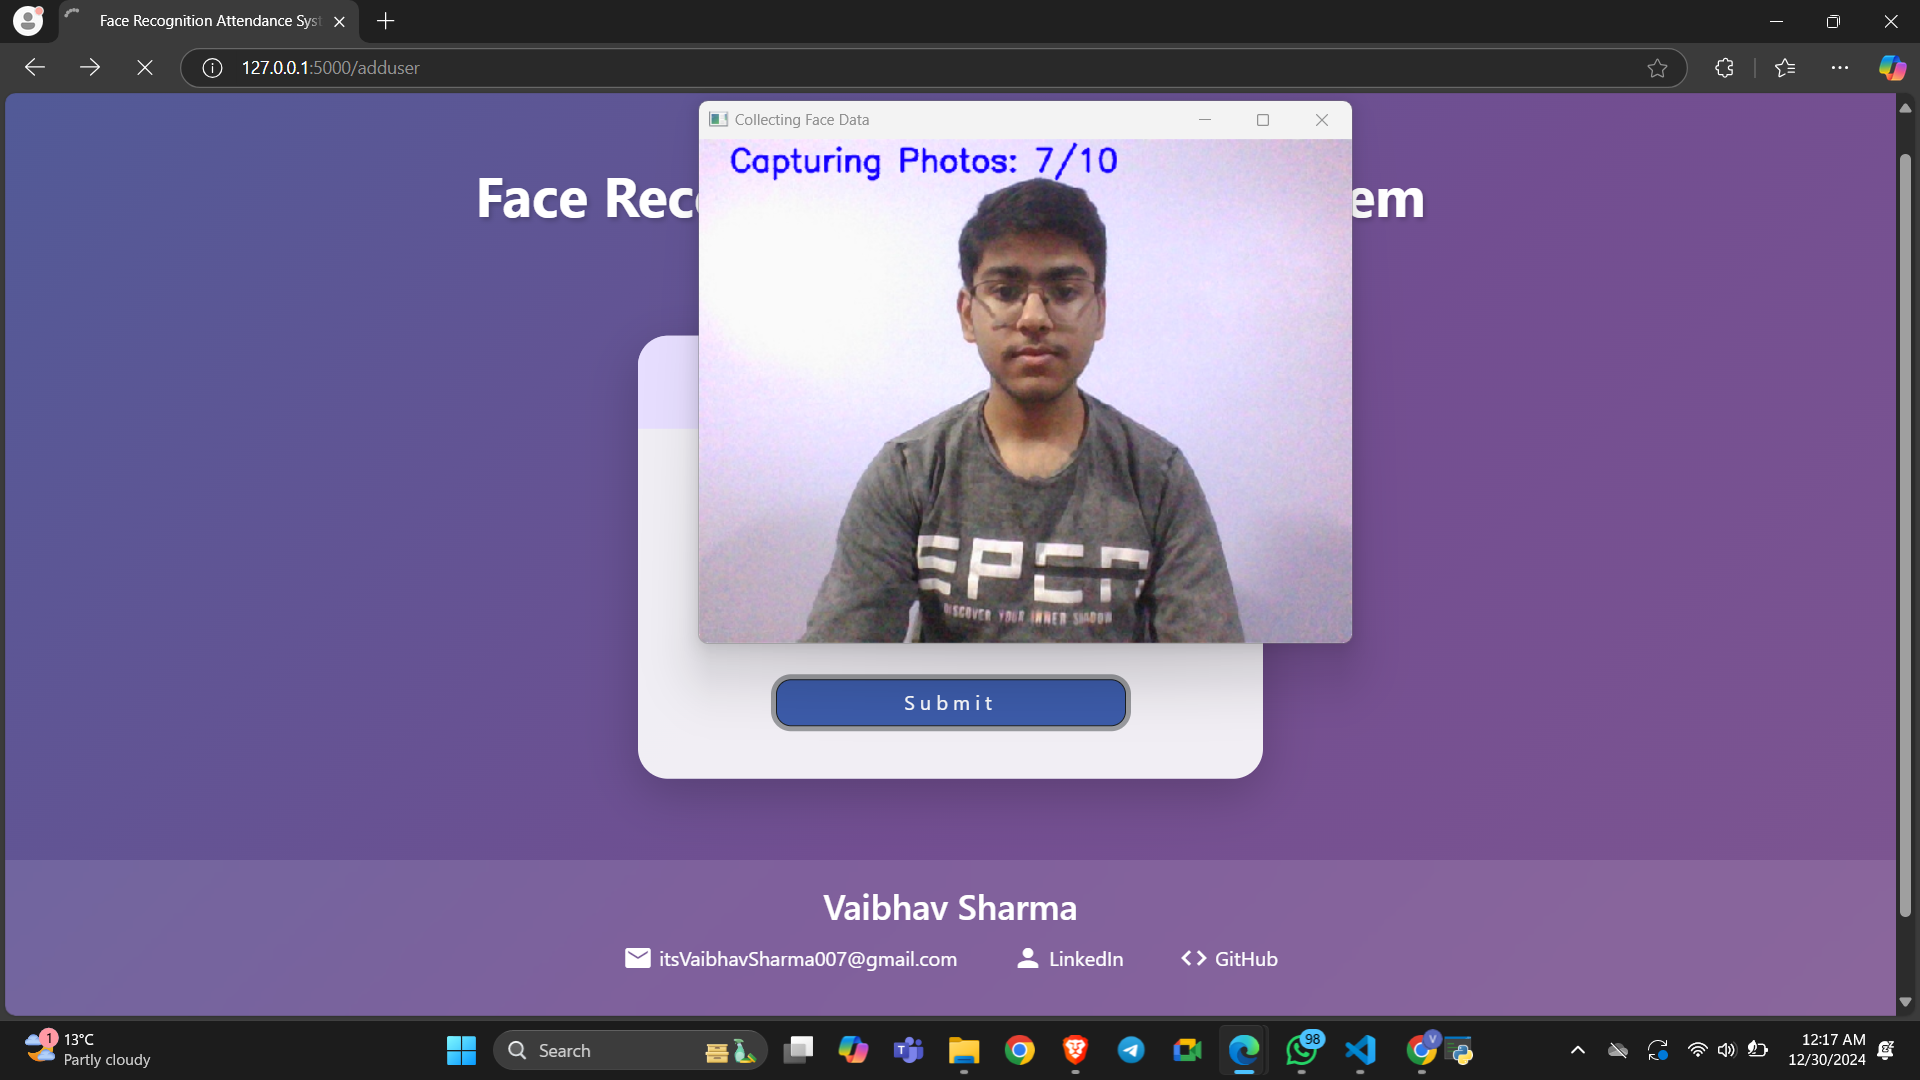 Face Recognition Attendance Syst
127.0.0.1:5000/adduser
Collecting Face Data
Capturing Photos: 7/10
Face Rec
em
EPCN
DISCOVER YOUR INNER SHADOW
Submit
Vaibhav Sharma
itsVaibhavSharma007@gmail.com LinkedIn GitHub
1
13°C
Partly cloudy
Search
98
V
12:17 AM
12/30/2024